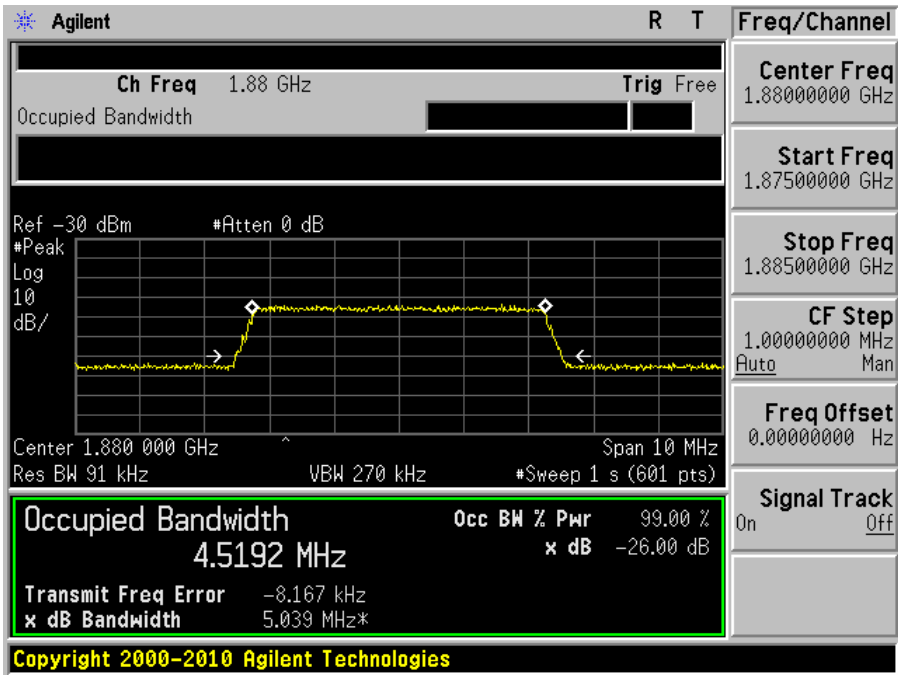 Agilent
R T
Freq/Channel
Ch Freq 1.88 GHz
Trig Free
Occupied Bandwidth
Center Freq
1.88000000 GHz
Start Freq
1.87500000 GHz
Stop Freq
1.88500000 GHz
CF Step
1.00000000 MHz
Auto Man
Freq Offset
0.00000000 Hz
Signal Track
On Off
Ref -30 dBm #Atten 0 dB
#Peak
Log
10
dB/
Center 1.880 000 GHz ^ Span 10 MHz
Res BW 91 kHz VBW 270 kHz #Sweep 1 s (601 pts)
Occupied Bandwidth
4.5192 MHz
Occ BW % Pwr 99.00 %
x dB -26.00 dB
Transmit Freq Error -8.167 kHz
x dB Bandwidth 5.039 MHz*
Copyright 2000-2010 Agilent Technologies